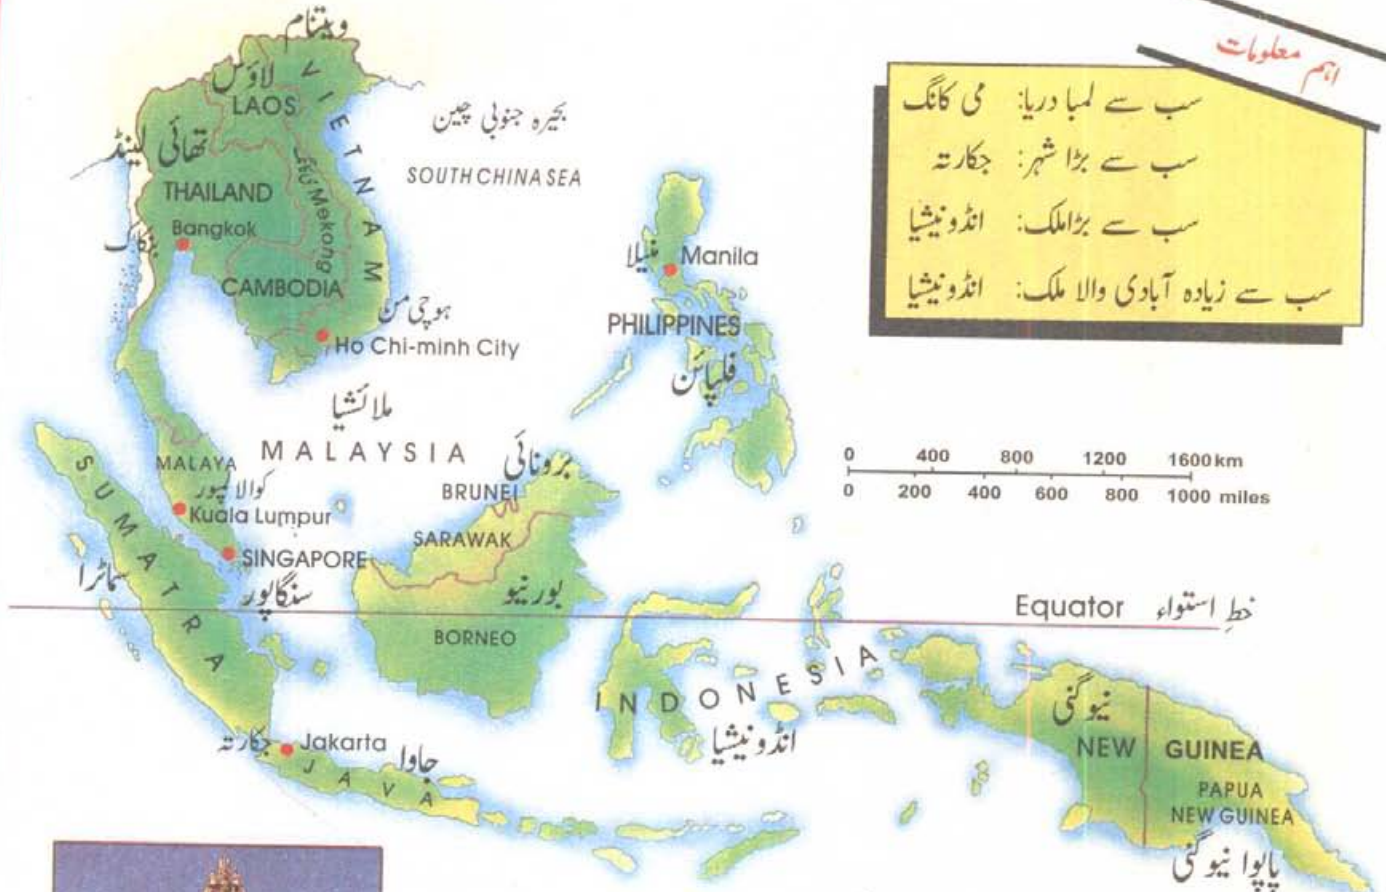 ویتنام
لاؤس
LAOS
VIETNAM
بحیرہ جنوبی چین
SOUTH CHINA SEA
تھائی لینڈ
THAILAND
Mekong
Bangkok
بنکاک
CAMBODIA
ہوچی من
Ho Chi-minh City
منیلا
Manila
PHILIPPINES
فلپائن
اہم معلومات
سب سے لمبا دریا: می کانگ
سب سے بڑا شہر: جکارتہ
سب سے بڑا ملک: انڈونیشیا
سب سے زیادہ آبادی والا ملک: انڈونیشیا
ملائشیا
MALAYSIA
MALAYA
کوالا لمپور
Kuala Lumpur
برونائی
BRUNEI
SARAWAK
0 400 800 1200 1600 km
0 200 400 600 800 1000 miles
SUMATRA
سماٹرا
SINGAPORE
سنگاپور
بورنیو
BORNEO
Equator خطِ استواء
INDONESIA
انڈونیشیا
جکارتہ
Jakarta
جاوا
JAVA
نیوگنی
NEW GUINEA
PAPUA
NEW GUINEA
پاپوا نیوگنی